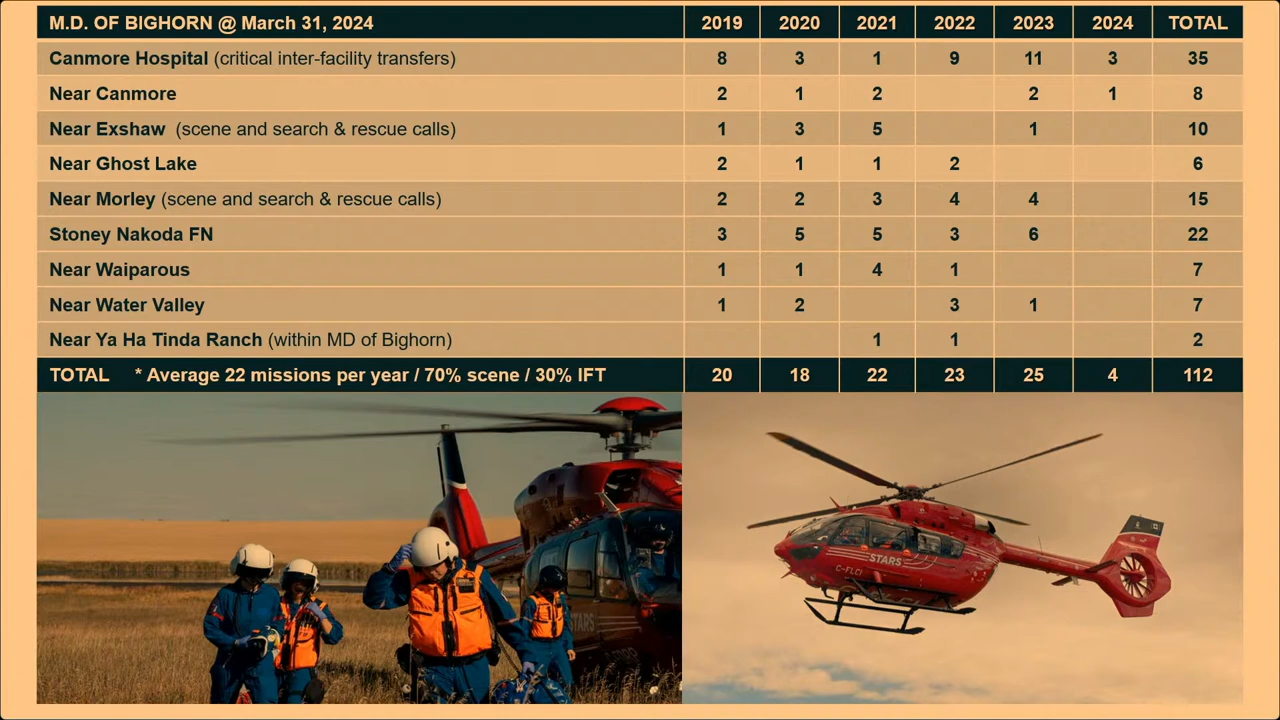 M.D. OF BIGHORN @ March 31, 2024 2019 2020 2021 2022 2023 2024 TOTAL
Canmore Hospital (critical inter-facility transfers) 8 3 1 9 11 3 35
Near Canmore 2 1 2 2 1 8
Near Exshaw (scene and search & rescue calls) 1 3 5 1 10
Near Ghost Lake 2 1 1 2 6
Near Morley (scene and search & rescue calls) 2 2 3 4 4 15
Stoney Nakoda FN 3 5 5 3 6 22
Near Waiparous 1 1 4 1 7
Near Water Valley 1 2 3 1 7
Near Ya Ha Tinda Ranch (within MD of Bighorn) 1 1 2
TOTAL * Average 22 missions per year / 70% scene / 30% IFT 20 18 22 23 25 4 112
STARS
STARS
C-FLCI